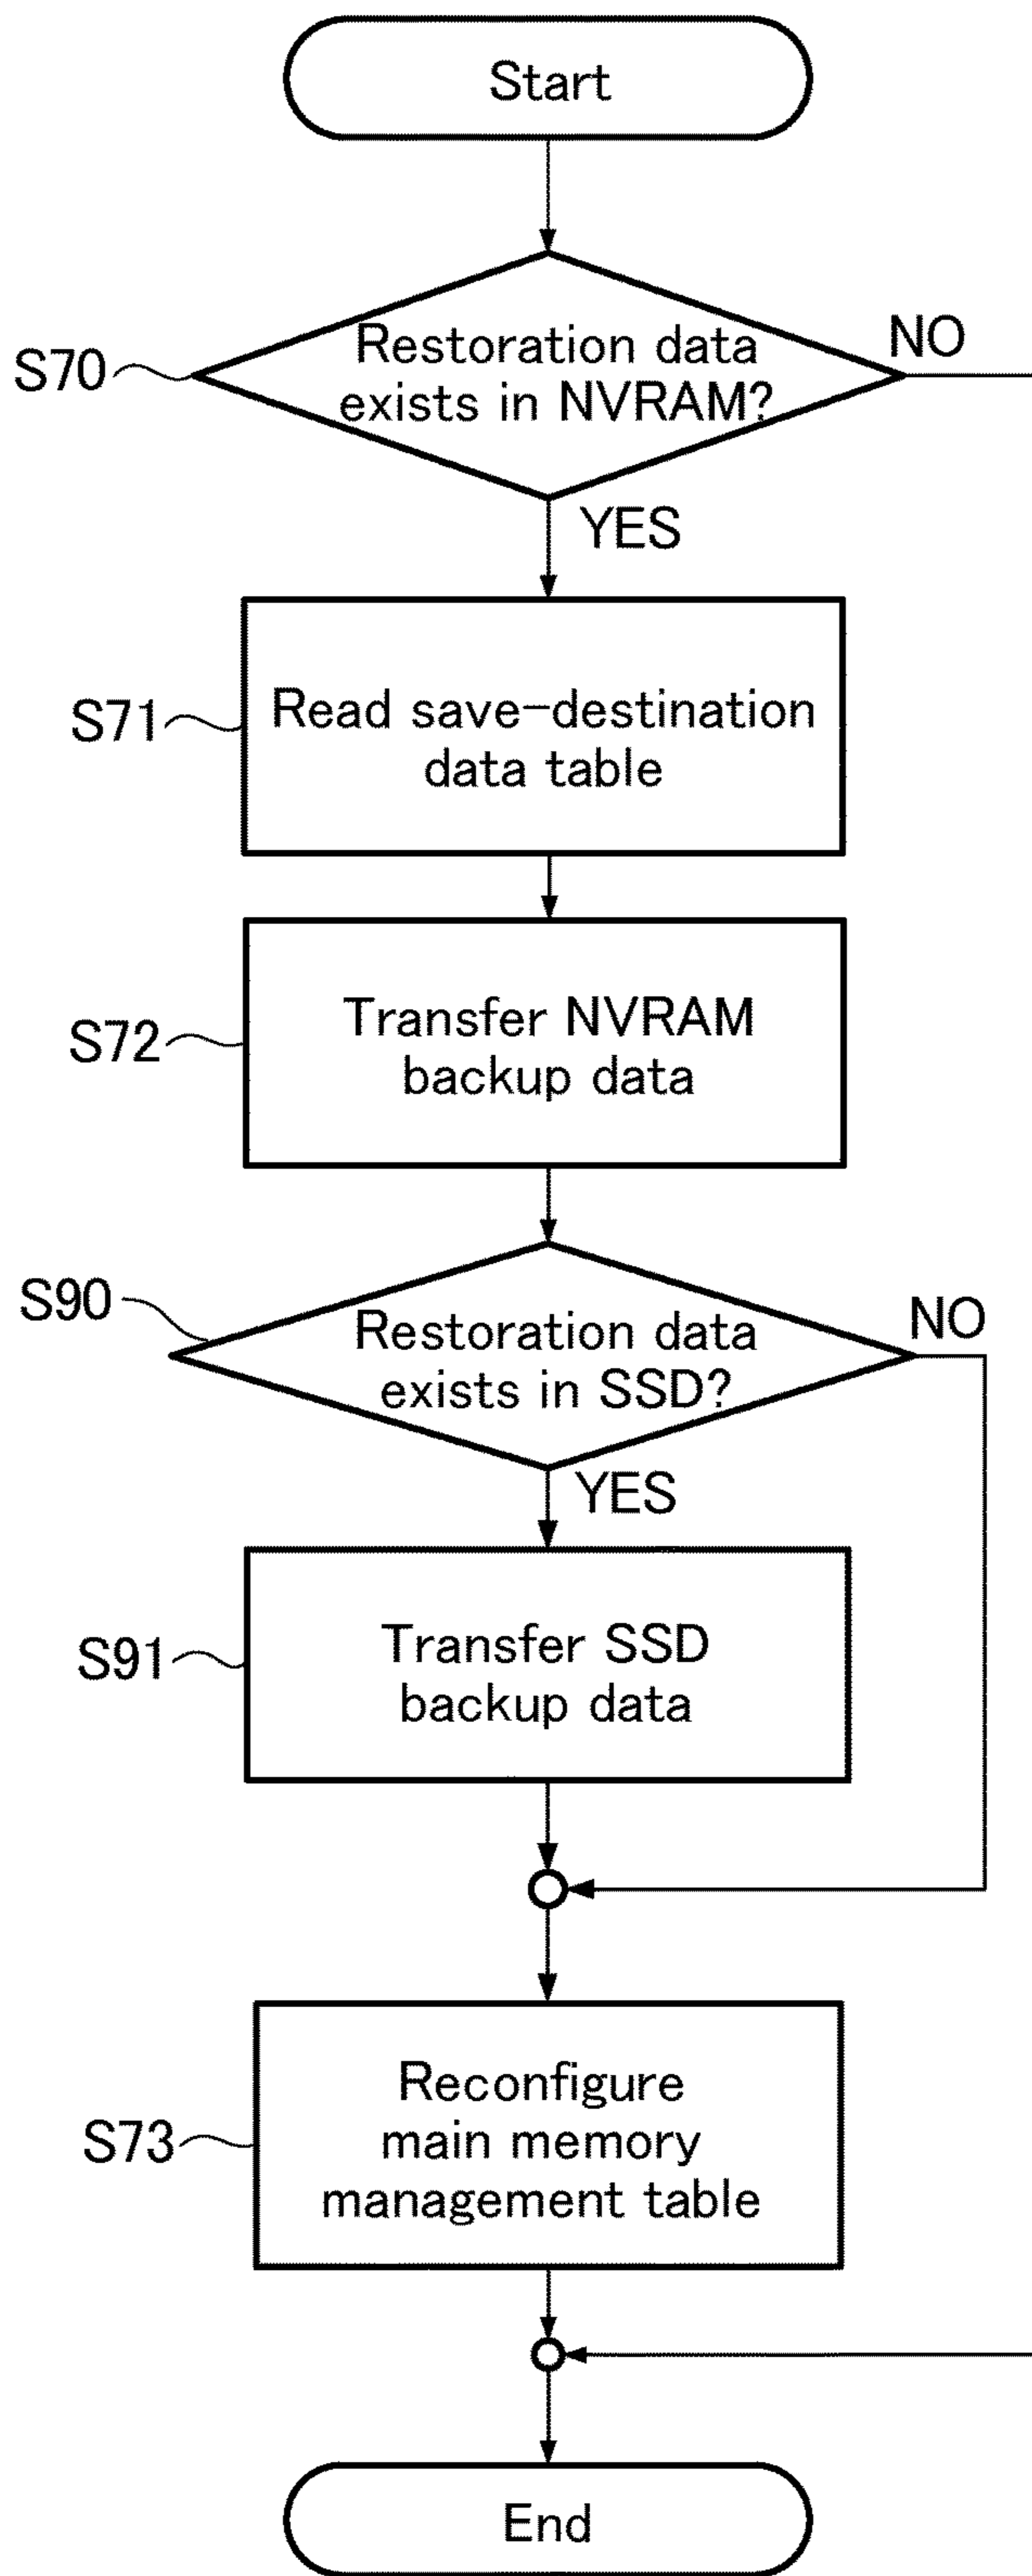 Start
Restoration data
exists in NVRAM?
NO
S70
YES
S71
Read save-destination
data table
S72
Transfer NVRAM
backup data
S90
Restoration data
exists in SSD?
NO
YES
S91
Transfer SSD
backup data
S73
Reconfigure
main memory
management table
End